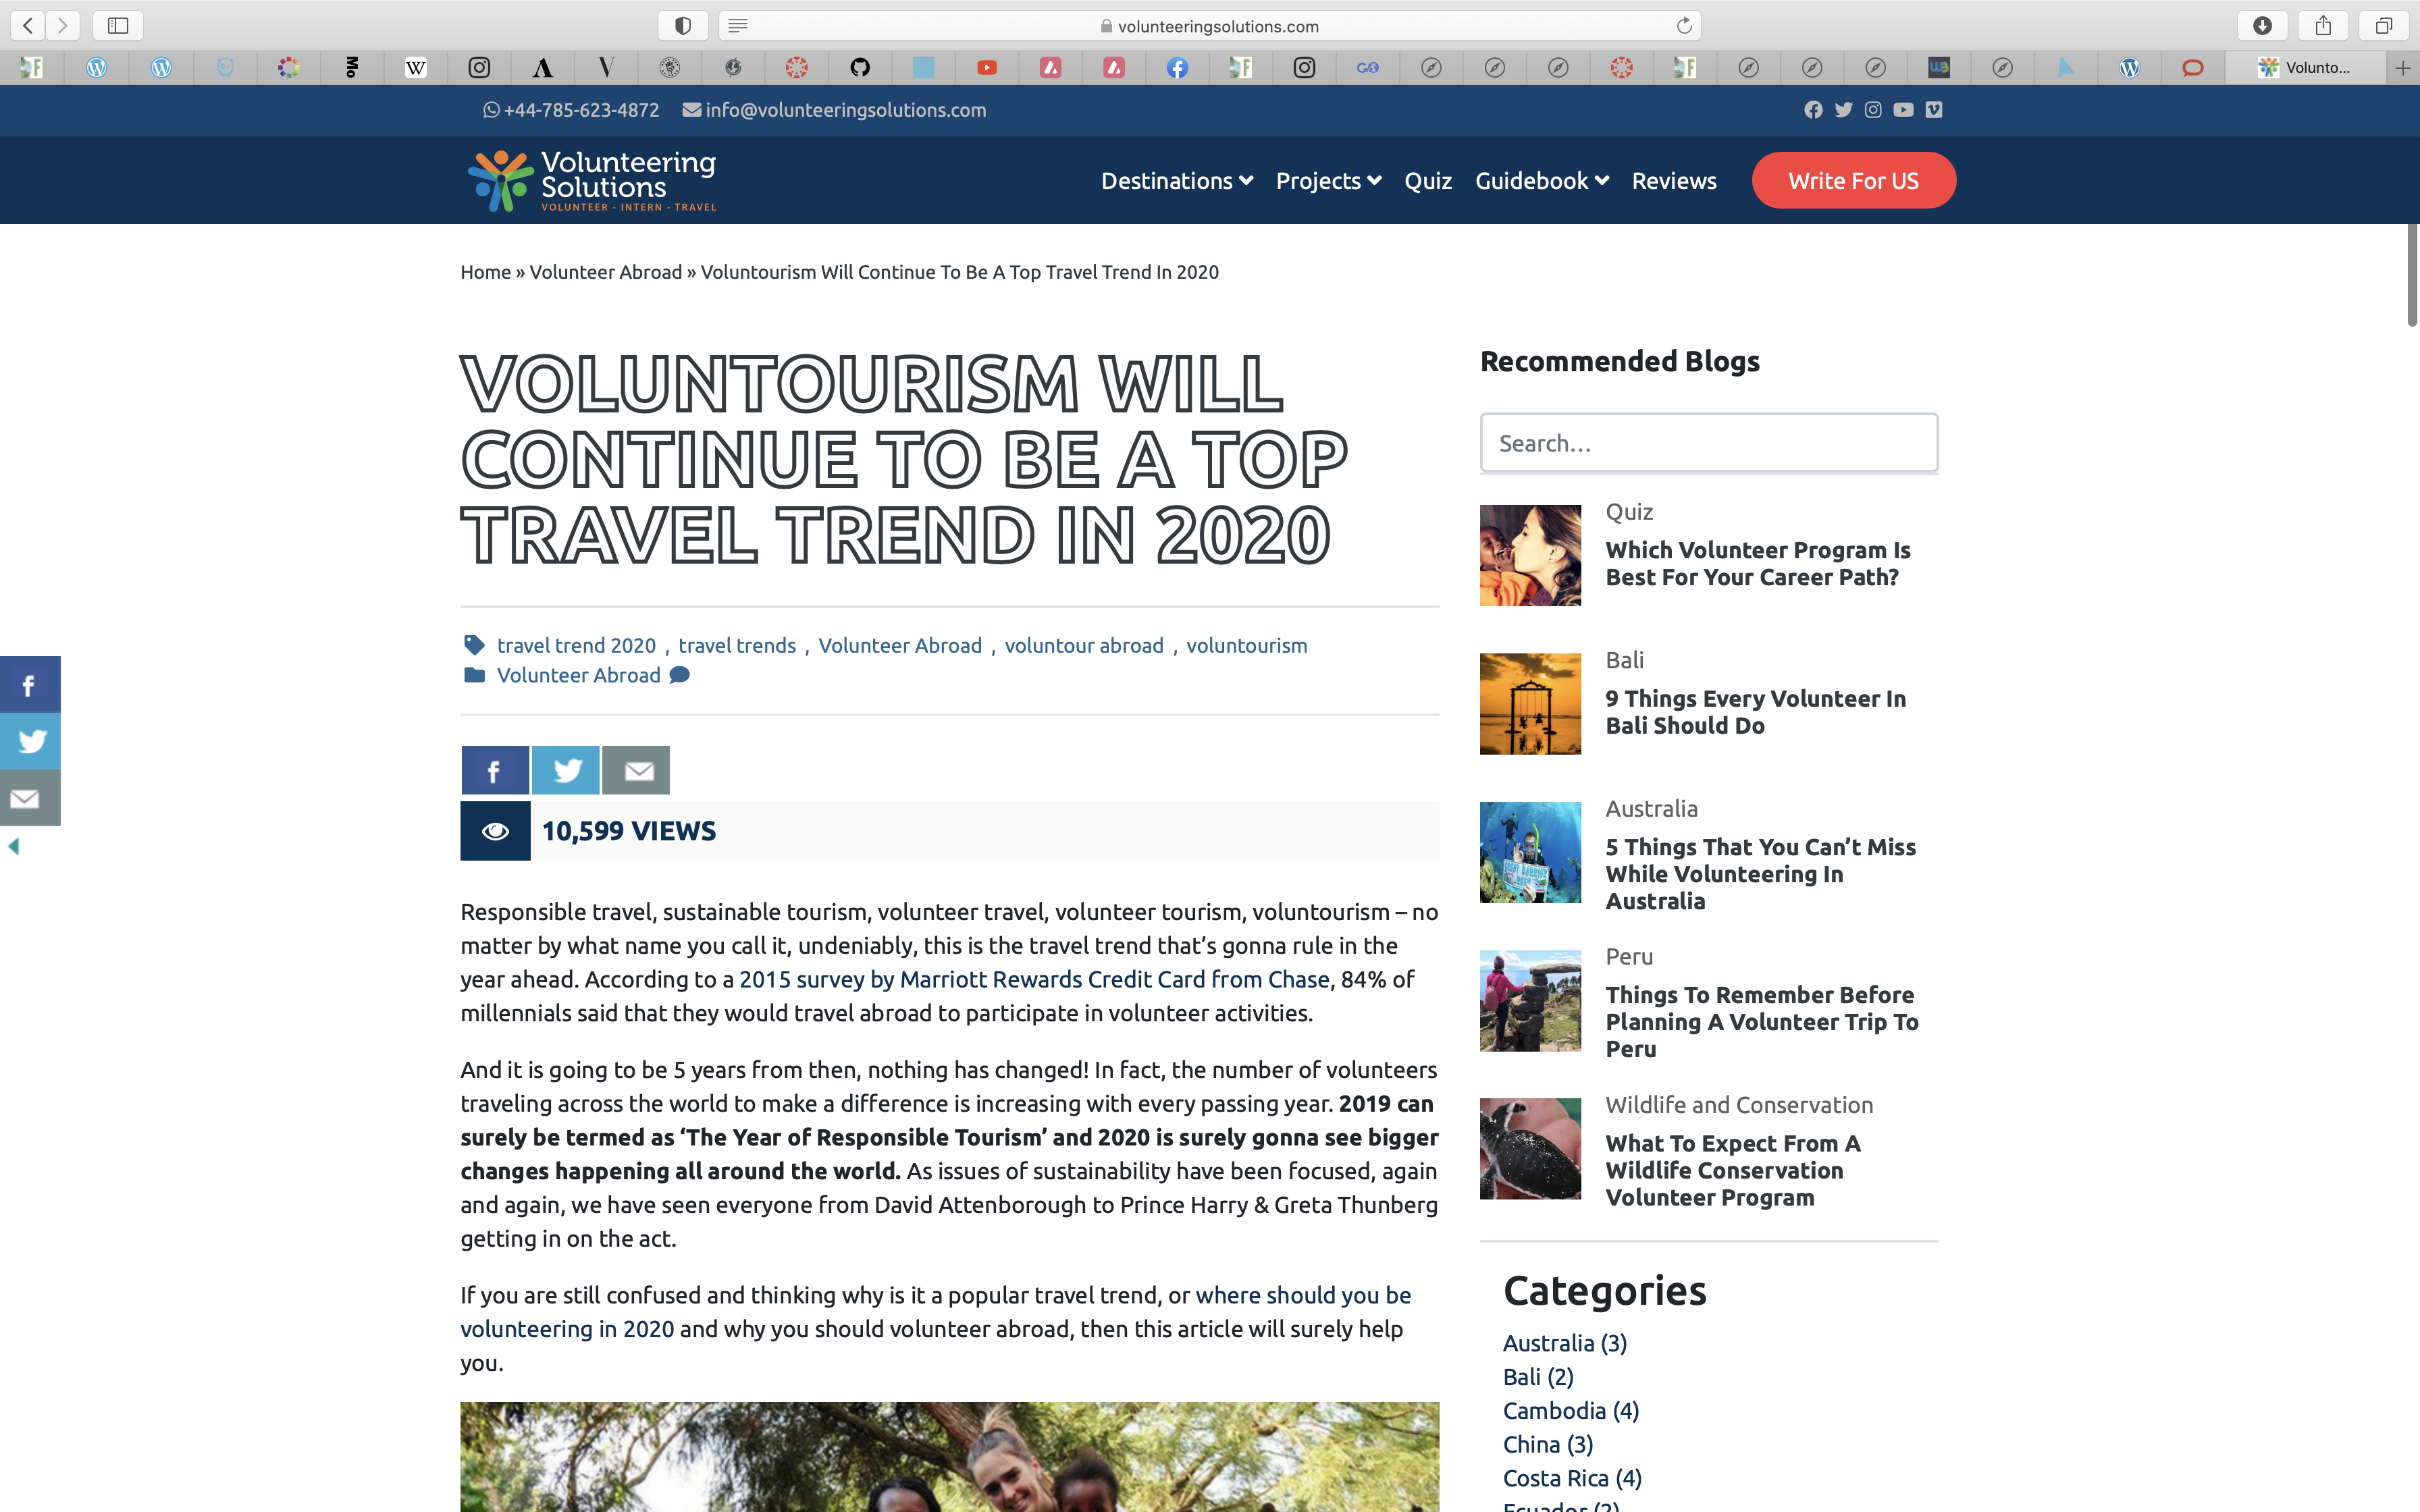 volunteeringsolutions.com
Mo
W
Volunto...
+44-785-623-4872 info@volunteeringsolutions.com
Volunteering
Solutions
VOLUNTEER - INTERN - TRAVEL
Destinations Projects Quiz Guidebook Reviews Write For US
Home » Volunteer Abroad » Voluntourism Will Continue To Be A Top Travel Trend In 2020
VOLUNTOURISM WILL
CONTINUE TO BE A TOP
TRAVEL TREND IN 2020
travel trend 2020 , travel trends , Volunteer Abroad , voluntour abroad , voluntourism
Volunteer Abroad
10,599 VIEWS
Responsible travel, sustainable tourism, volunteer travel, volunteer tourism, voluntourism – no
matter by what name you call it, undeniably, this is the travel trend that’s gonna rule in the
year ahead. According to a 2015 survey by Marriott Rewards Credit Card from Chase, 84% of
millennials said that they would travel abroad to participate in volunteer activities.
And it is going to be 5 years from then, nothing has changed! In fact, the number of volunteers
traveling across the world to make a difference is increasing with every passing year. 2019 can
surely be termed as ‘The Year of Responsible Tourism’ and 2020 is surely gonna see bigger
changes happening all around the world. As issues of sustainability have been focused, again
and again, we have seen everyone from David Attenborough to Prince Harry & Greta Thunberg
getting in on the act.
If you are still confused and thinking why is it a popular travel trend, or where should you be
volunteering in 2020 and why you should volunteer abroad, then this article will surely help
you.
Recommended Blogs
Search...
Quiz
Which Volunteer Program Is
Best For Your Career Path?
Bali
9 Things Every Volunteer In
Bali Should Do
Australia
5 Things That You Can’t Miss
While Volunteering In
Australia
Peru
Things To Remember Before
Planning A Volunteer Trip To
Peru
Wildlife and Conservation
What To Expect From A
Wildlife Conservation
Volunteer Program
Categories
Australia (3)
Bali (2)
Cambodia (4)
China (3)
Costa Rica (4)
Ecuador (2)